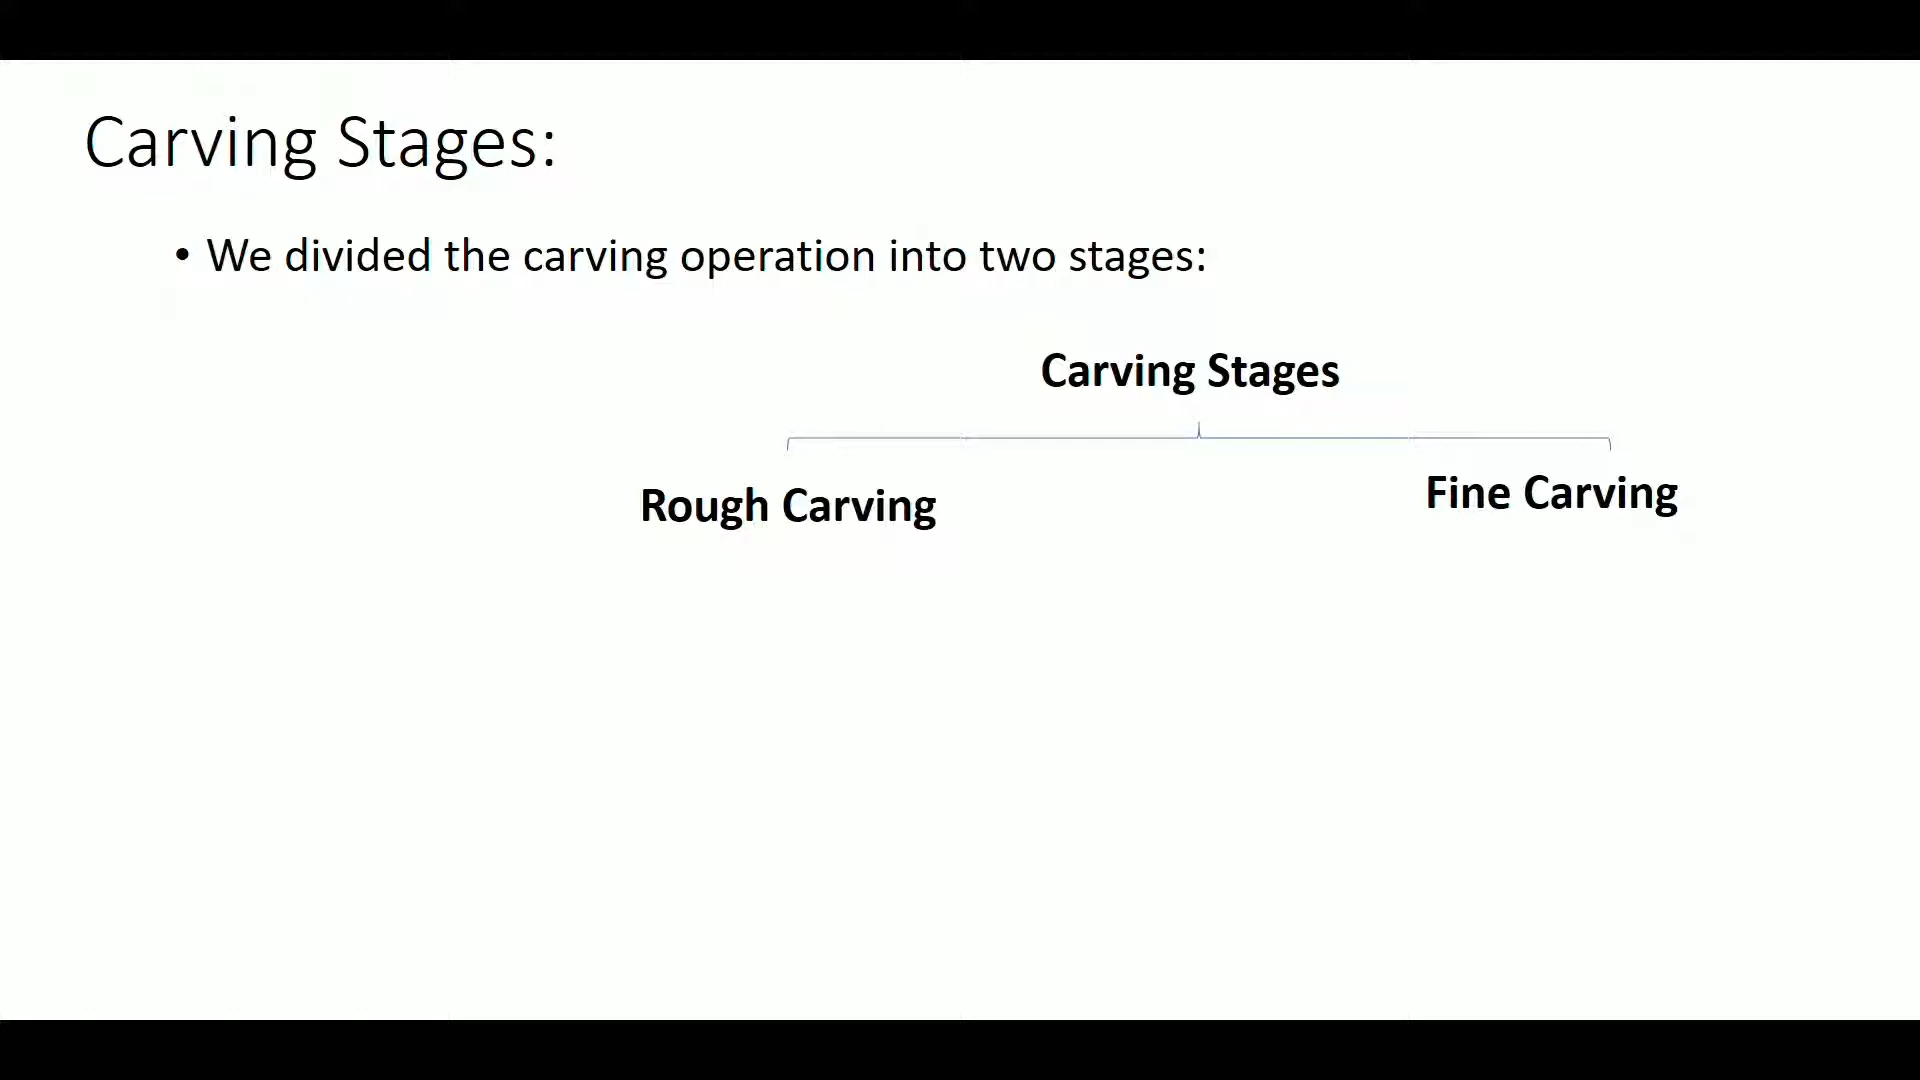 Carving Stages:
• We divided the carving operation into two stages:
Carving Stages
Rough Carving
Fine Carving